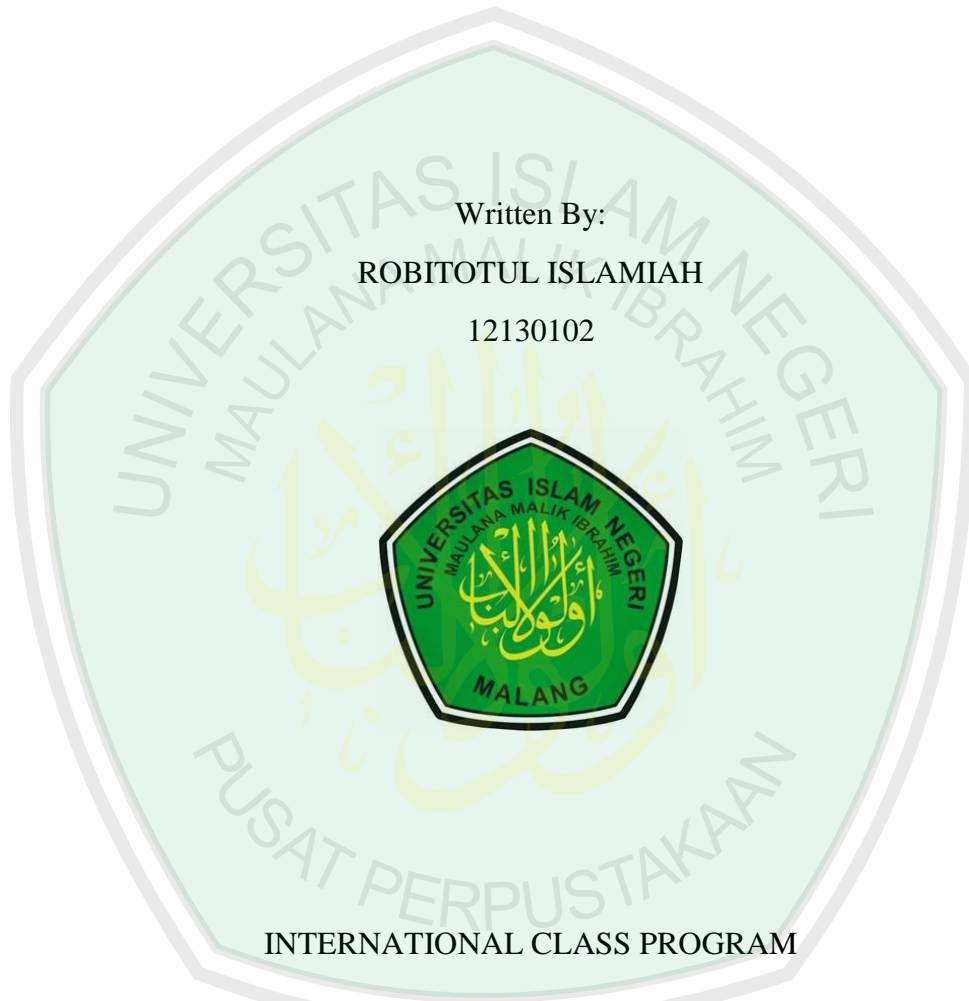 Written By:
ROBITOTUL ISLAMIAH
12130102
UNIVERSITAS ISLAM NEGERI
MAULANA MALIK IBRAHIM
MALANG
INTERNATIONAL CLASS PROGRAM
UNIVERSITAS ISLAM NEGERI
MAULANA MALIK IBRAHIM
PUSAT PERPUSTAKAAN